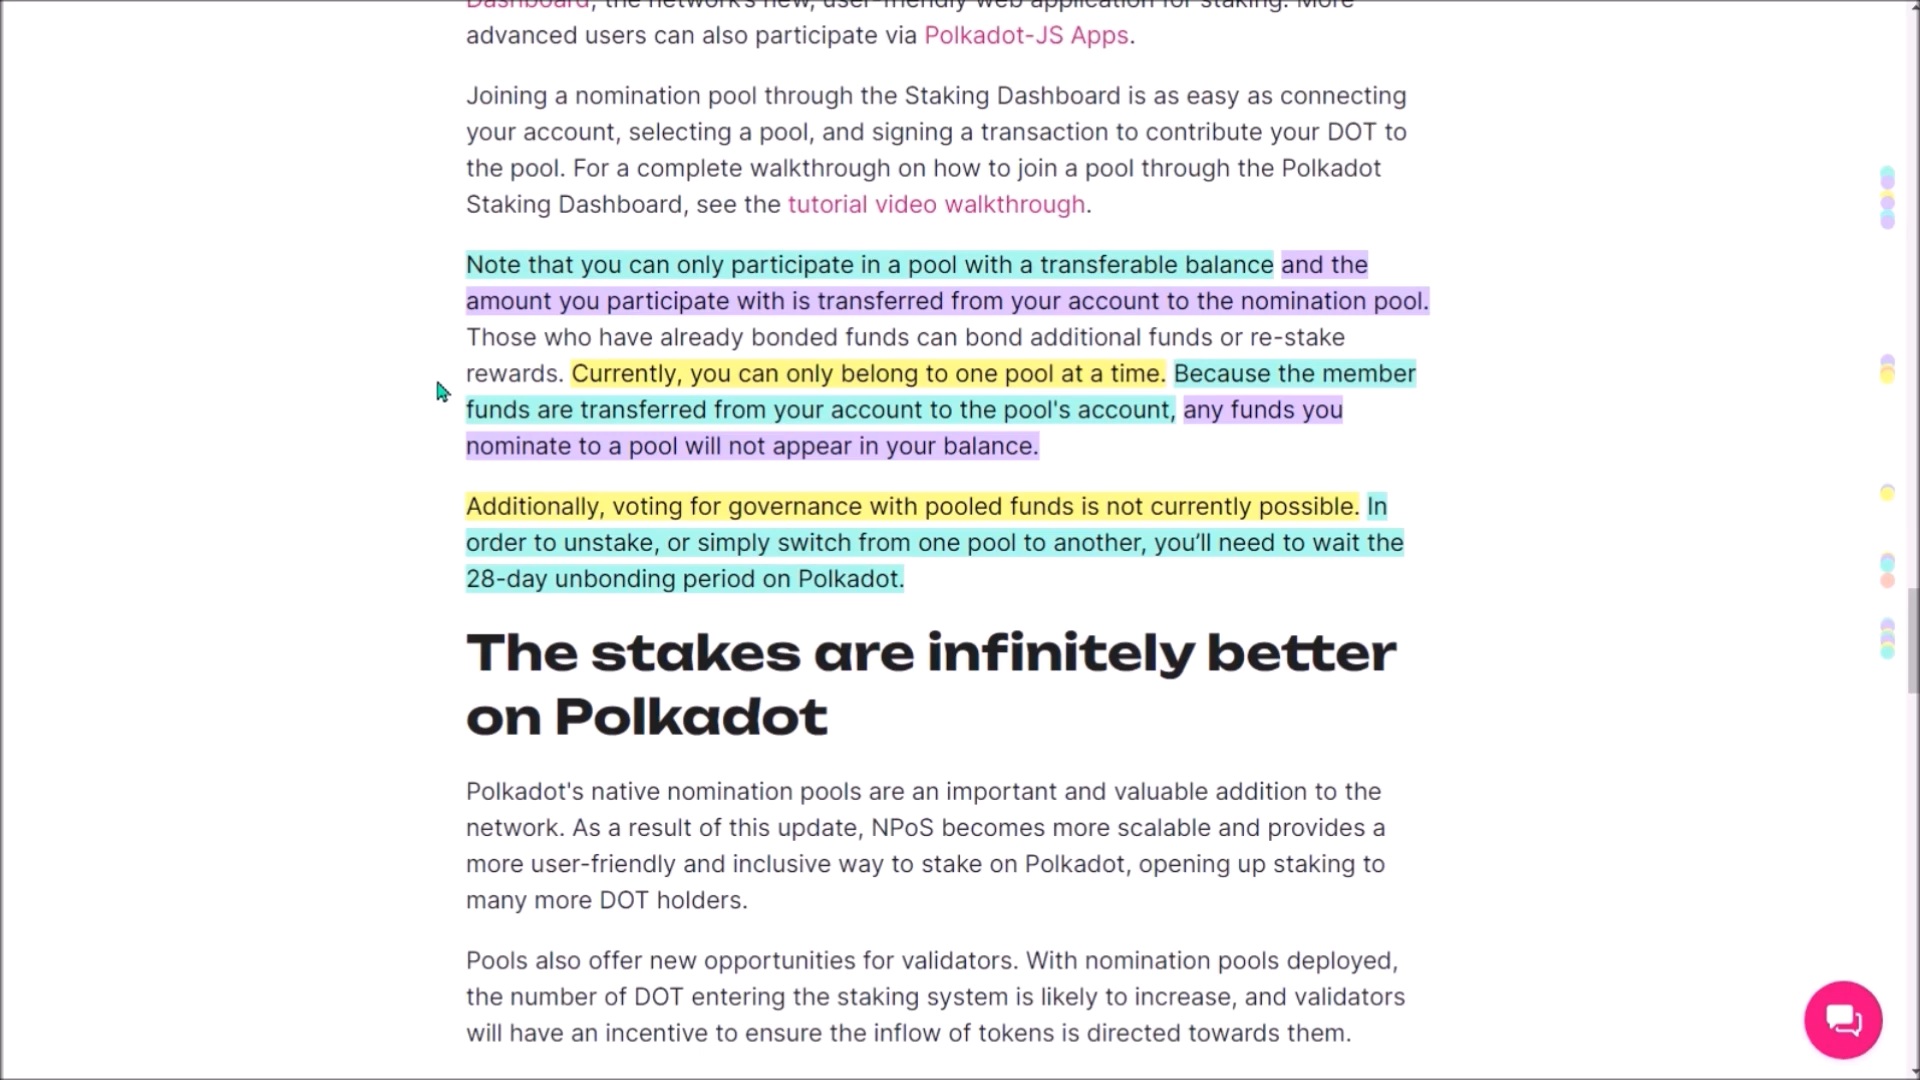 Dashboard, the network's new, user-friendly web application for staking. More
advanced users can also participate via Polkadot-JS Apps.
Joining a nomination pool through the Staking Dashboard is as easy as connecting
your account, selecting a pool, and signing a transaction to contribute your DOT to
the pool. For a complete walkthrough on how to join a pool through the Polkadot
Staking Dashboard, see the tutorial video walkthrough.
Note that you can only participate in a pool with a transferable balance and the
amount you participate with is transferred from your account to the nomination pool.
Those who have already bonded funds can bond additional funds or re-stake
rewards. Currently, you can only belong to one pool at a time. Because the member
funds are transferred from your account to the pool's account, any funds you
nominate to a pool will not appear in your balance.
Additionally, voting for governance with pooled funds is not currently possible. In
order to unstake, or simply switch from one pool to another, you’ll need to wait the
28-day unbonding period on Polkadot.
The stakes are infinitely better
on Polkadot
Polkadot's native nomination pools are an important and valuable addition to the
network. As a result of this update, NPoS becomes more scalable and provides a
more user-friendly and inclusive way to stake on Polkadot, opening up staking to
many more DOT holders.
Pools also offer new opportunities for validators. With nomination pools deployed,
the number of DOT entering the staking system is likely to increase, and validators
will have an incentive to ensure the inflow of tokens is directed towards them.